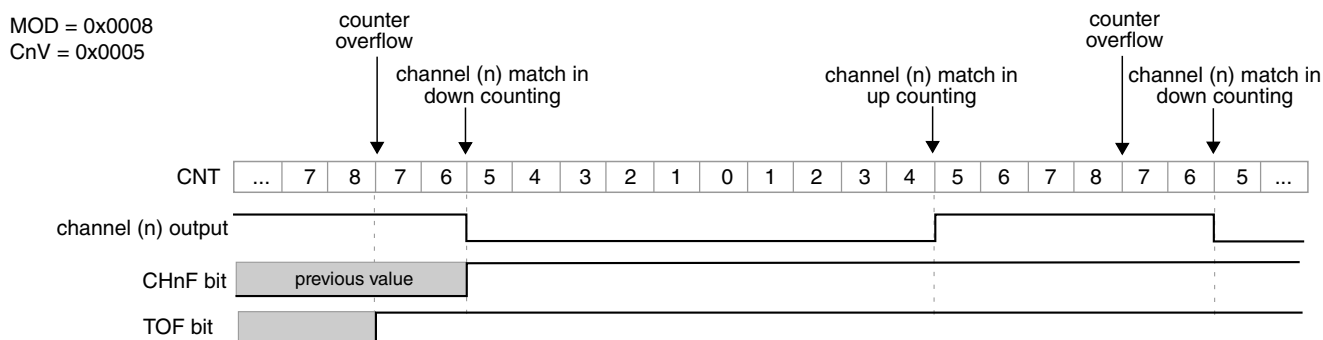 MOD = 0x0008
CnV = 0x0005
counter
overflow
channel (n) match in
down counting
channel (n) match in
up counting
counter
overflow
channel (n) match in
down counting
CNT ... 7 8 7 6 5 4 3 2 1 0 1 2 3 4 5 6 7 8 7 6 5 ...
channel (n) output
CHnF bit previous value
TOF bit